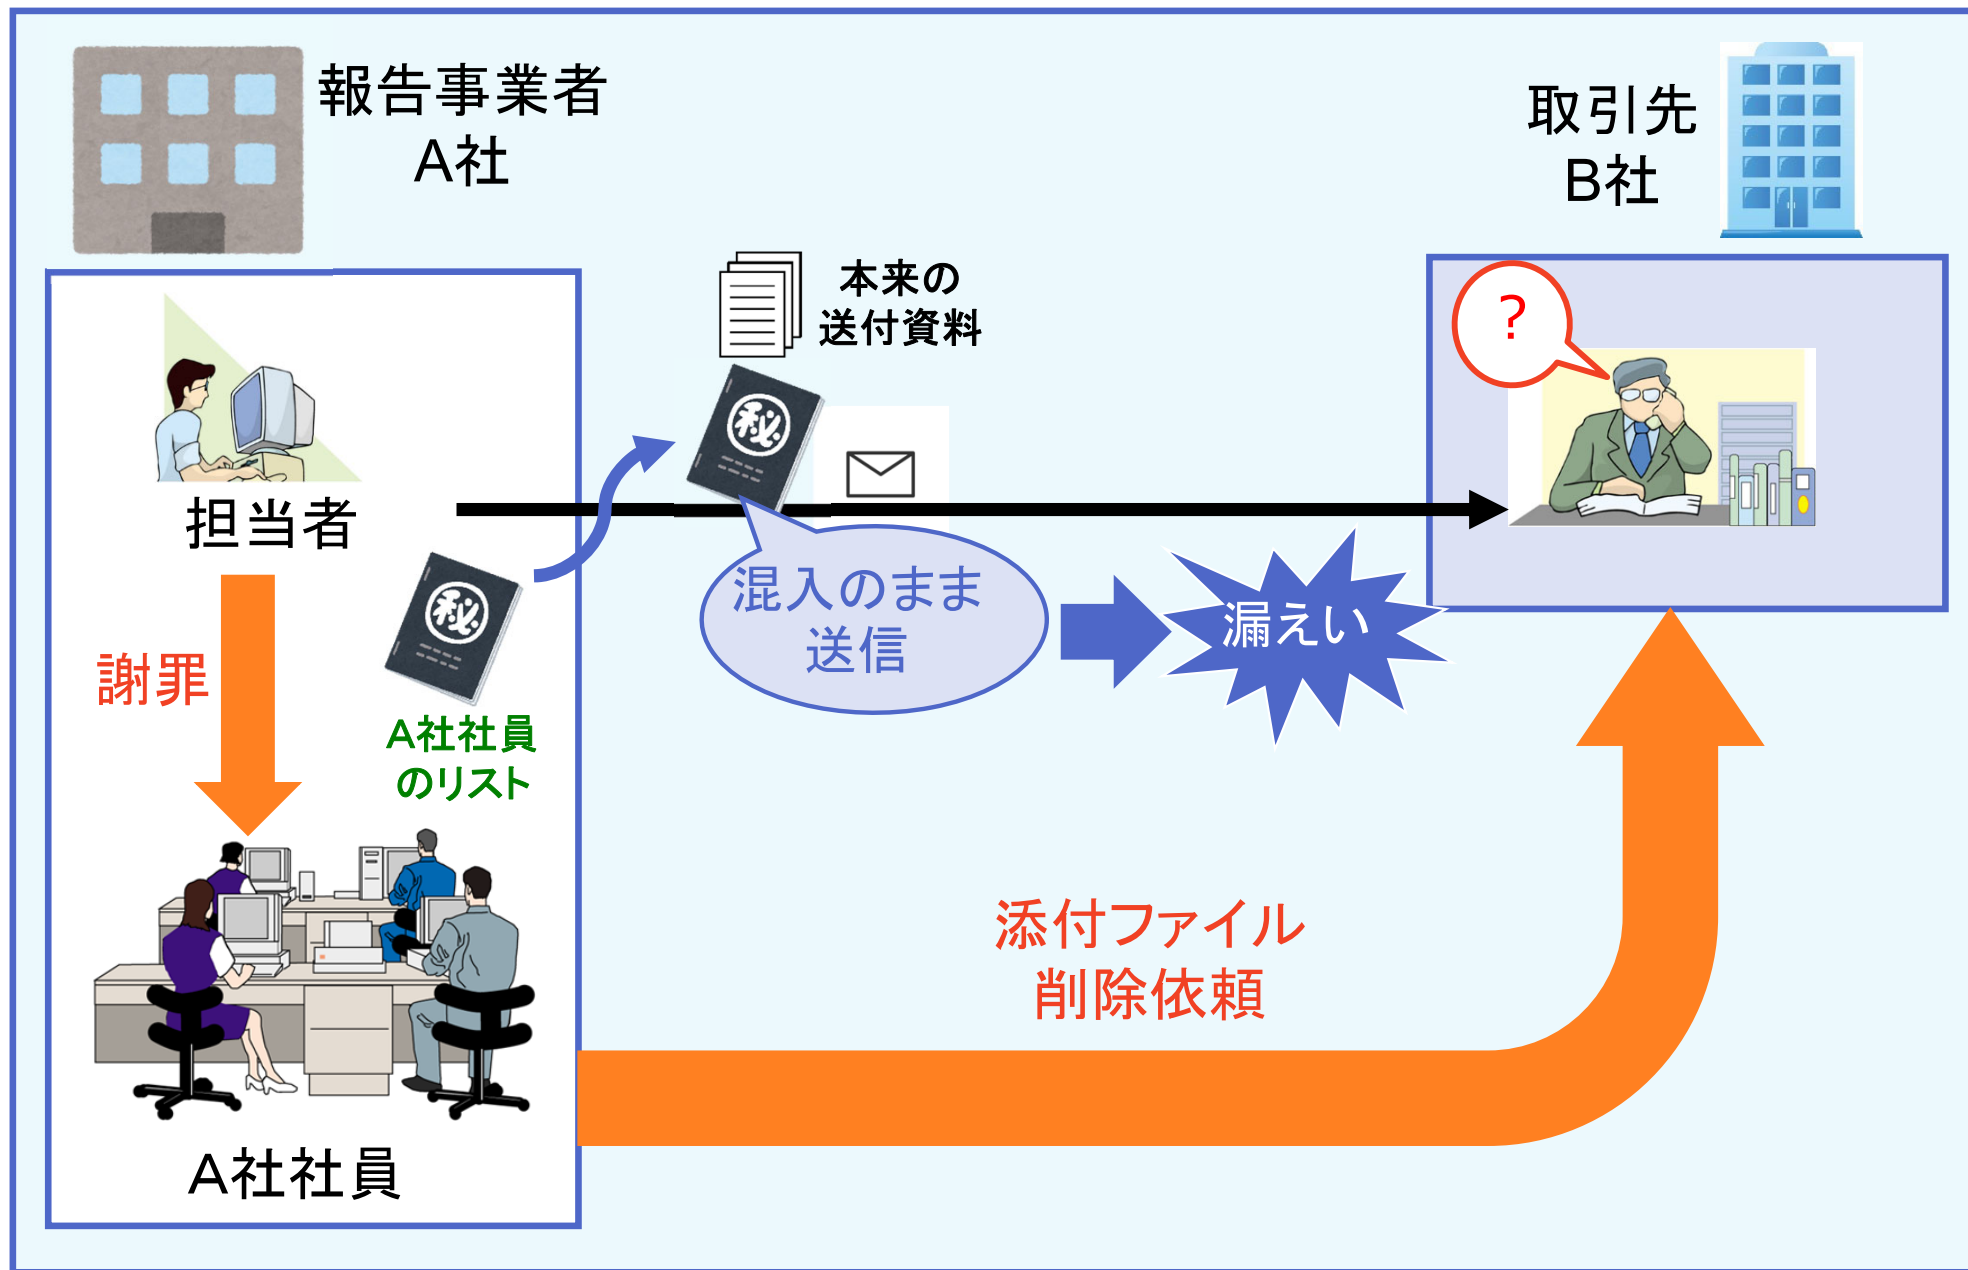 報告事業者
A社
取引先
B社
本来の
送付資料
?
秘
担当者
秘
混入のまま
送信
漏えい
謝罪
A社社員
のリスト
添付ファイル
削除依頼
A社社員